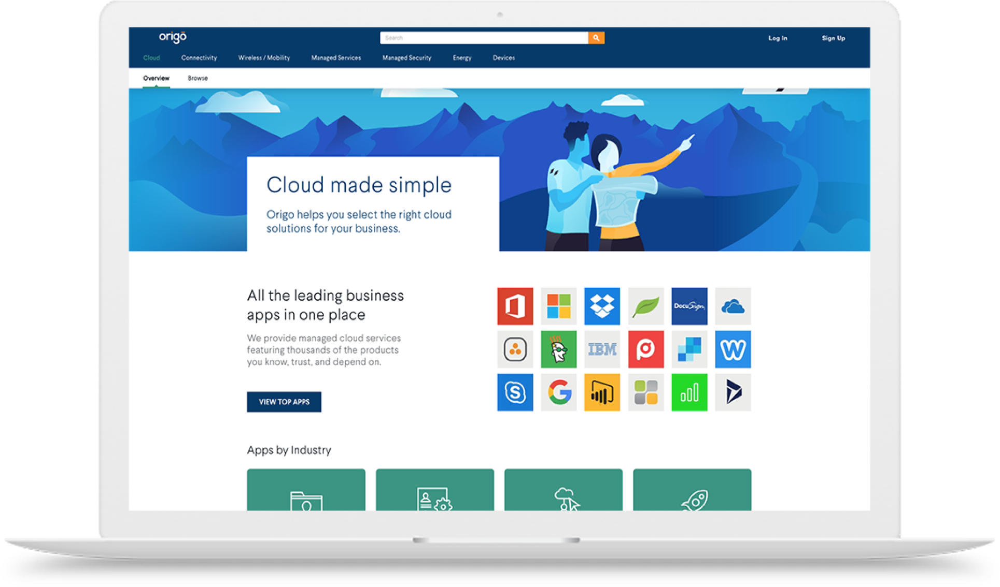 origō
Search
Log In
Sign Up
Cloud
Connectivity
Wireless / Mobility
Managed Services
Managed Security
Energy
Devices
Overview
Browse
Cloud made simple
Origo helps you select the right cloud
solutions for your business.
All the leading business
apps in one place
We provide managed cloud services
featuring thousands of the products
you know, trust, and depend on.
VIEW TOP APPS
DocuSign
IBM
Apps by Industry